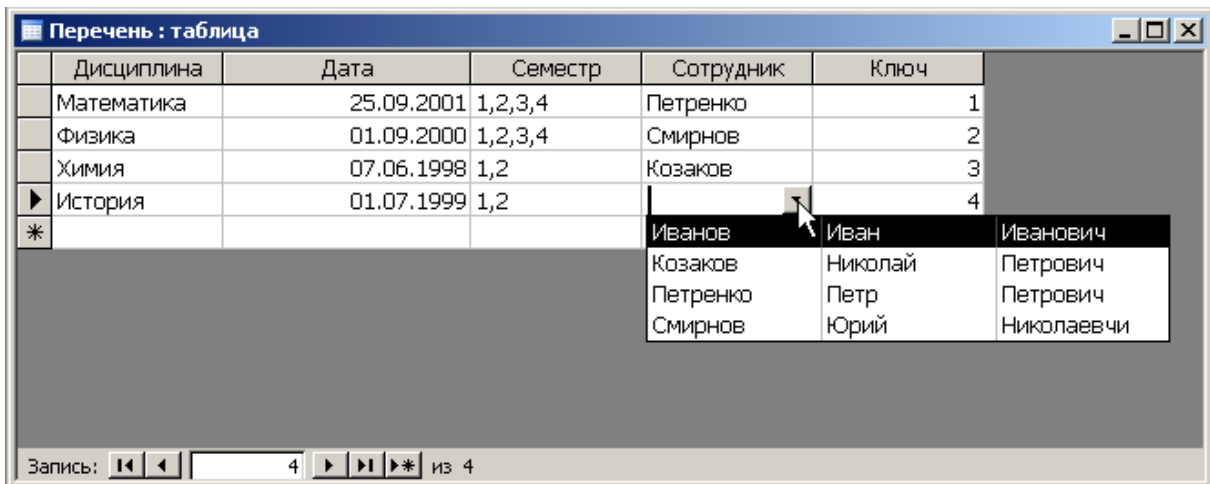 Перечень : таблица
Дисциплина Дата Семестр Сотрудник Ключ
Математика 25.09.2001 1,2,3,4 Петренко 1
Физика 01.09.2000 1,2,3,4 Смирнов 2
Химия 07.06.1998 1,2 Козаков 3
История 01.07.1999 1,2 4
Иванов Иван Иванович
Козаков Николай Петрович
Петренко Петр Петрович
Смирнов Юрий Николаевчи
Запись: 4 из 4